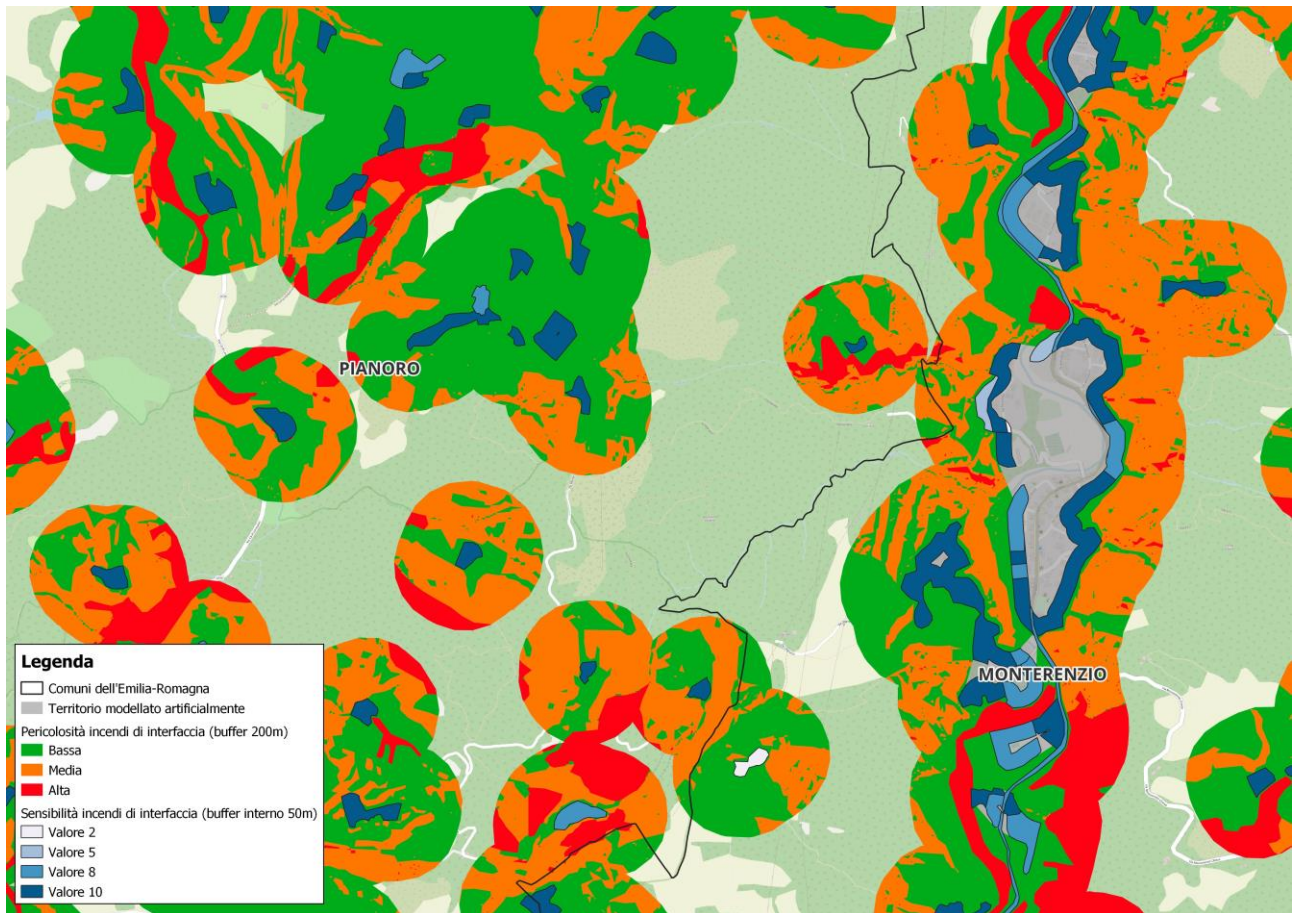 PIANORO
MONTERENZIO
Legenda
Comuni dell'Emilia-Romagna
Territorio modellato artificialmente
Pericolosità incendi di interfaccia (buffer 200m)
Bassa
Media
Alta
Sensibilità incendi di interfaccia (buffer interno 50m)
Valore 2
Valore 5
Valore 8
Valore 10